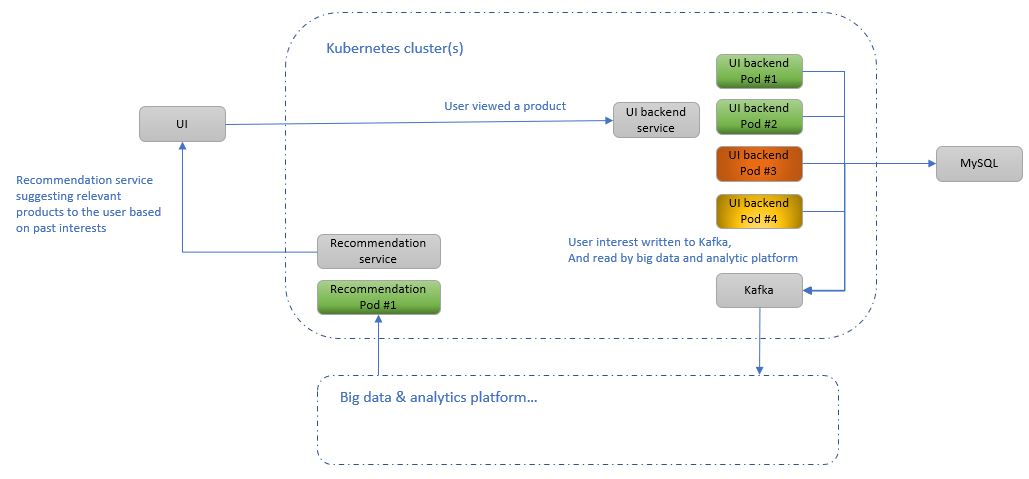 Kubernetes cluster(s)
UI backend
Pod #1
User viewed a product
UI
UI backend
service
UI backend
Pod #2
UI backend
Pod #3
MySQL
Recommendation service
suggesting relevant
products to the user based
on past interests
UI backend
Pod #4
Recommendation
service
User interest written to Kafka,
And read by big data and analytic platform
Recommendation
Pod #1
Kafka
Big data & analytics platform...